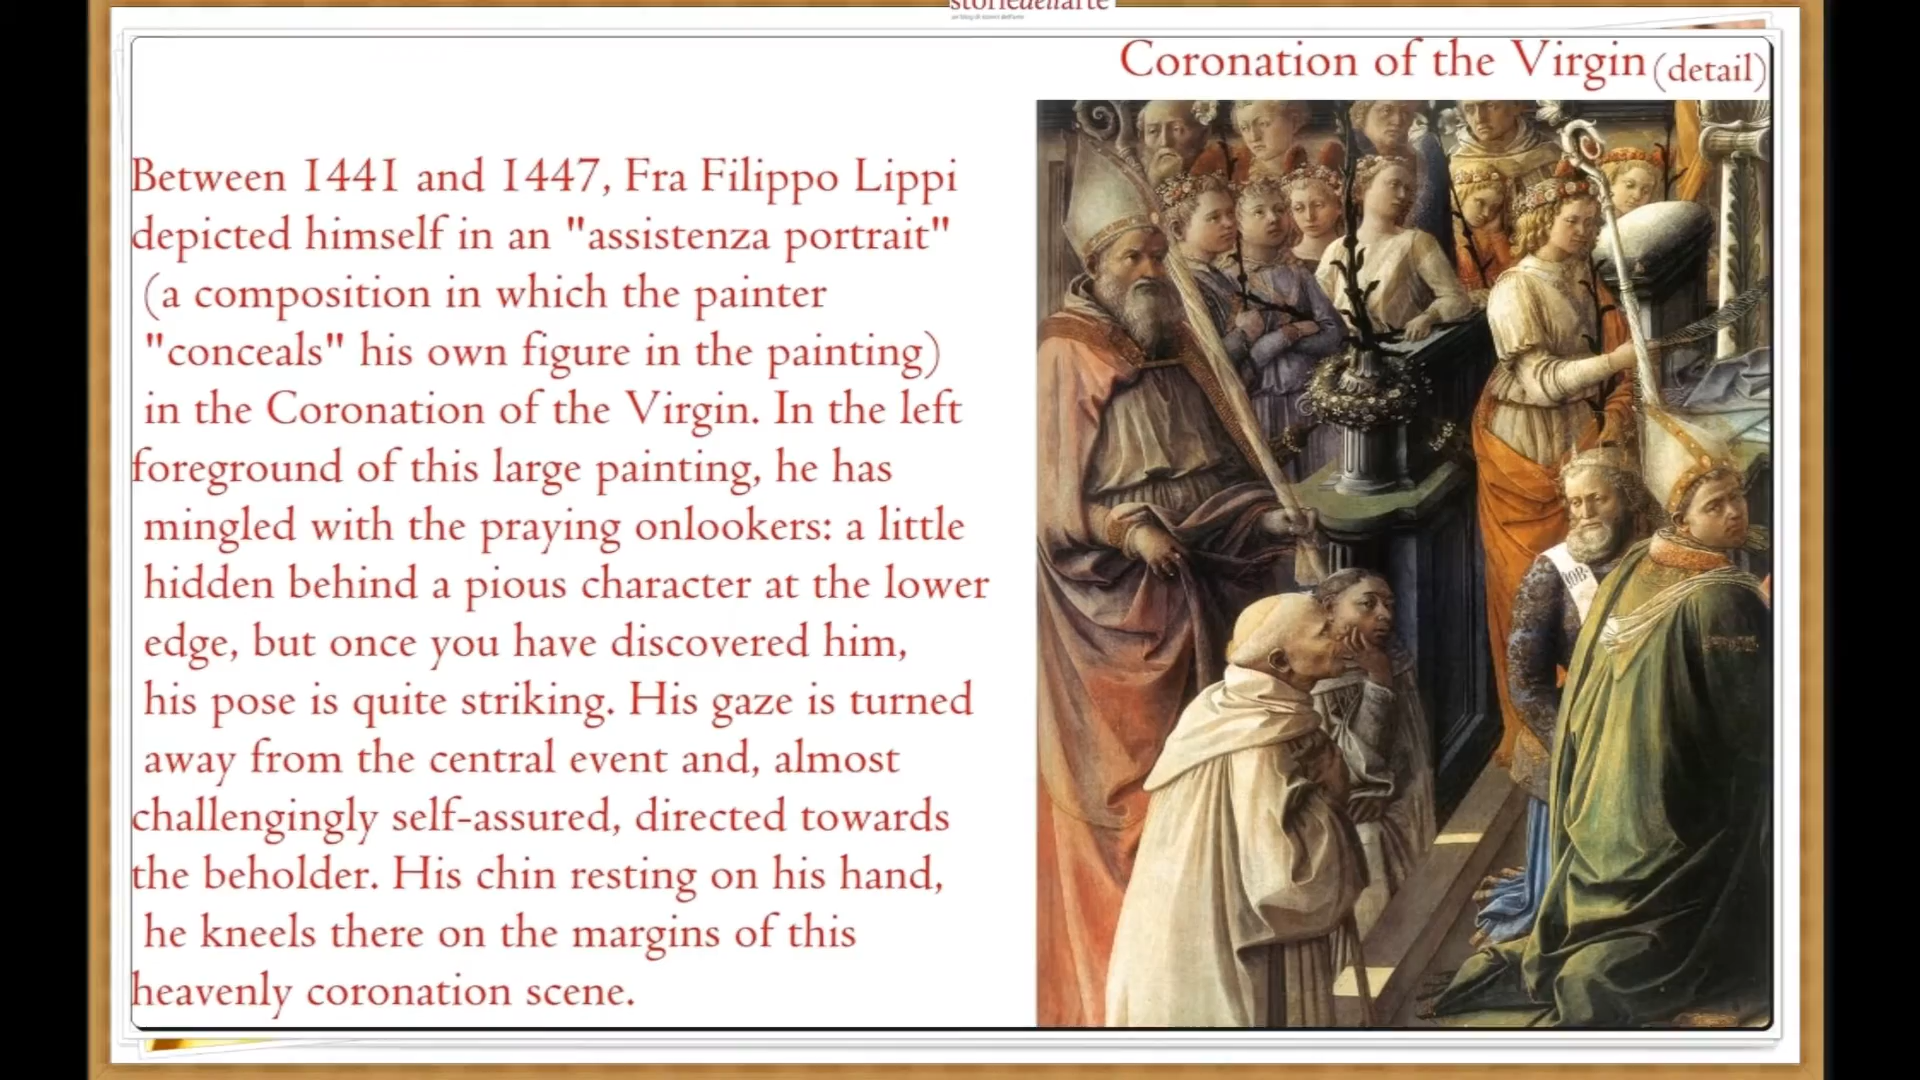 storiedellarte
Coronation of the Virgin (detail)
Between 1441 and 1447, Fra Filippo Lippi
depicted himself in an "assistenza portrait"
(a composition in which the painter
"conceals" his own figure in the painting)
in the Coronation of the Virgin. In the left
foreground of this large painting, he has
mingled with the praying onlookers: a little
hidden behind a pious character at the lower
edge, but once you have discovered him,
his pose is quite striking. His gaze is turned
away from the central event and, almost
challengingly self-assured, directed towards
the beholder. His chin resting on his hand,
he kneels there on the margins of this
heavenly coronation scene.